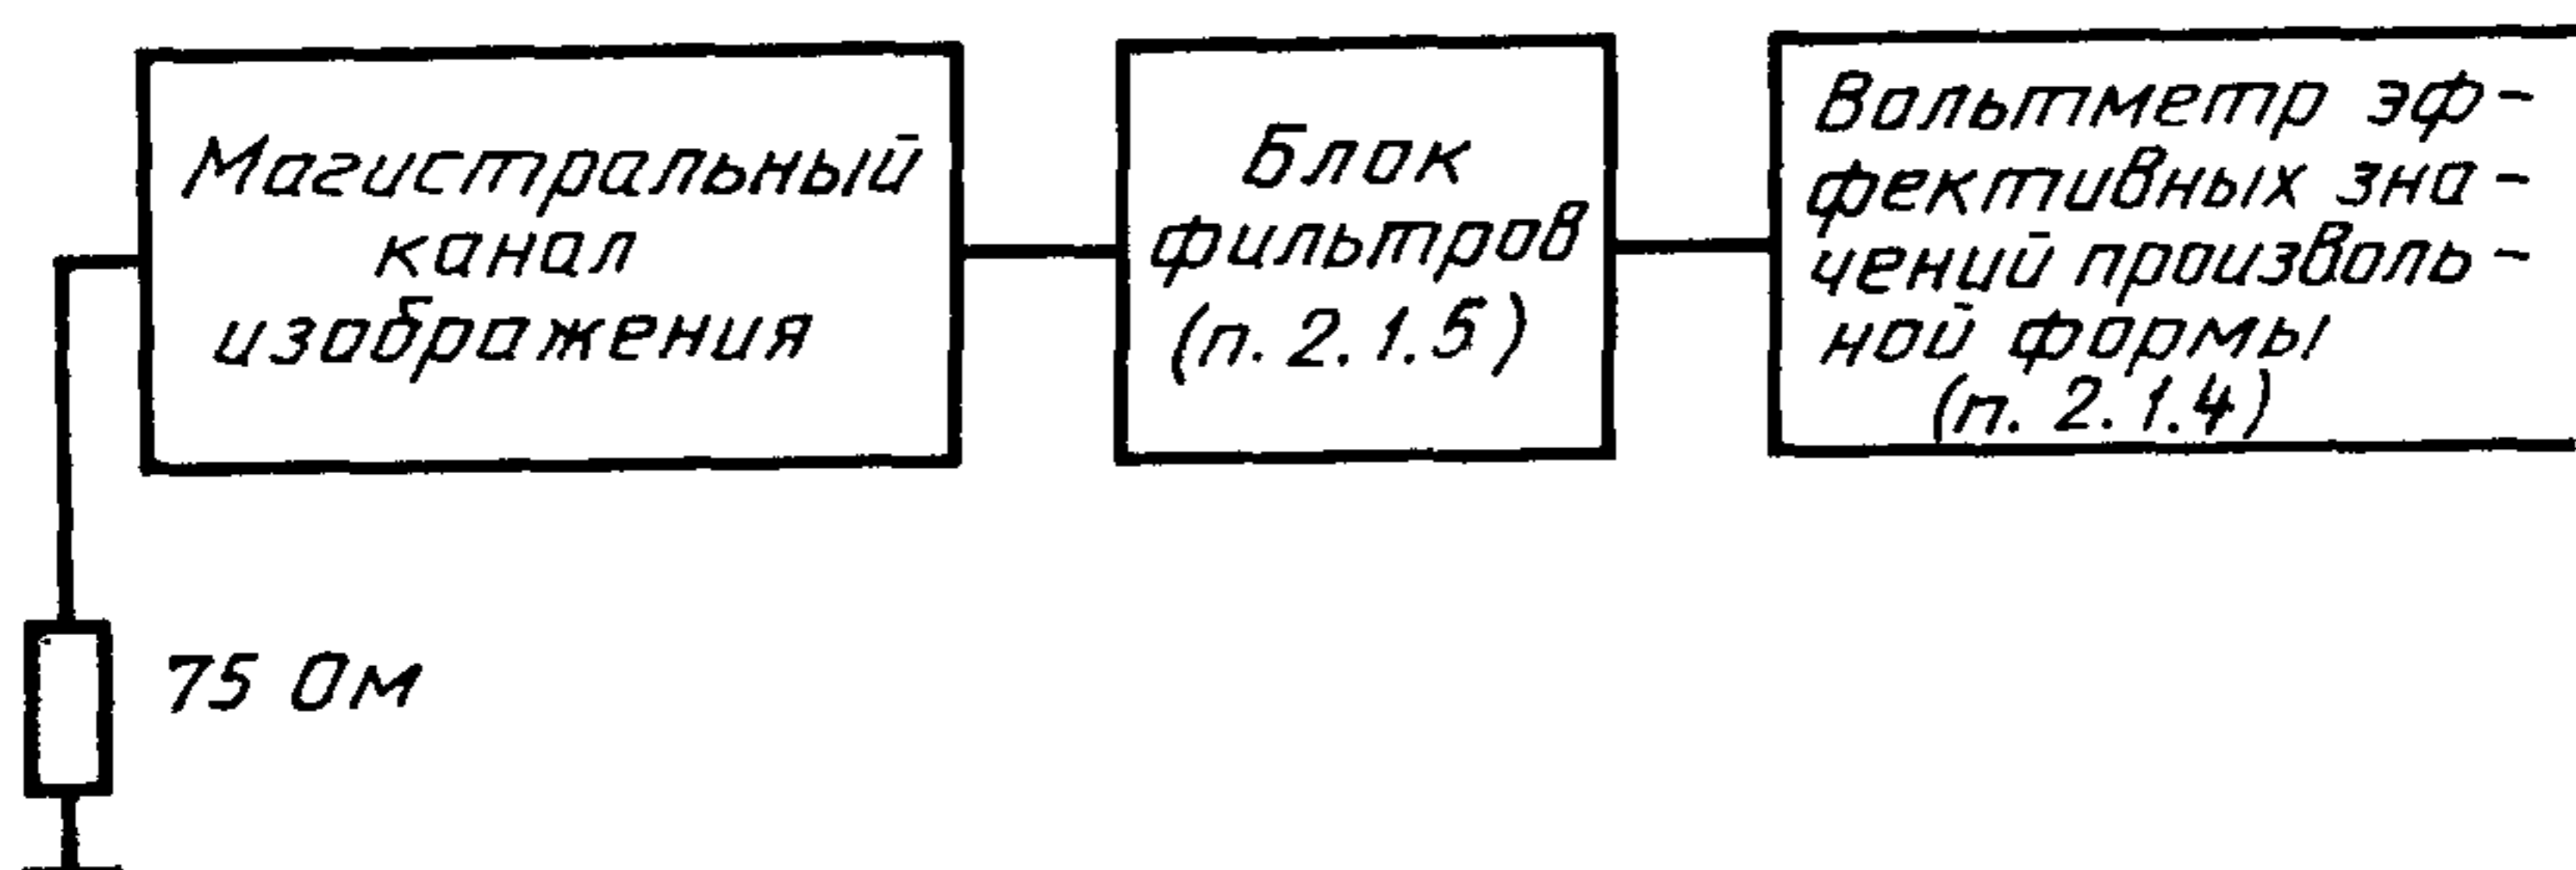 Магистральный
канал
изображения
Блок
фильтров
(п. 2.1.5)
Вольтметр эф-
фективных зна-
чений произволь-
ной формы
(п. 2.1.4)
75 Ом